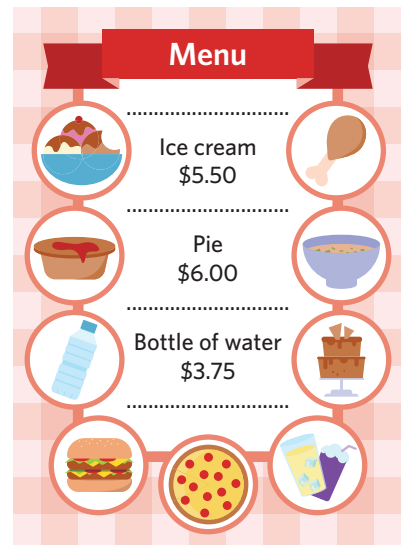 Menu
Ice cream
$5.50
Pie
$6.00
Bottle of water
$3.75